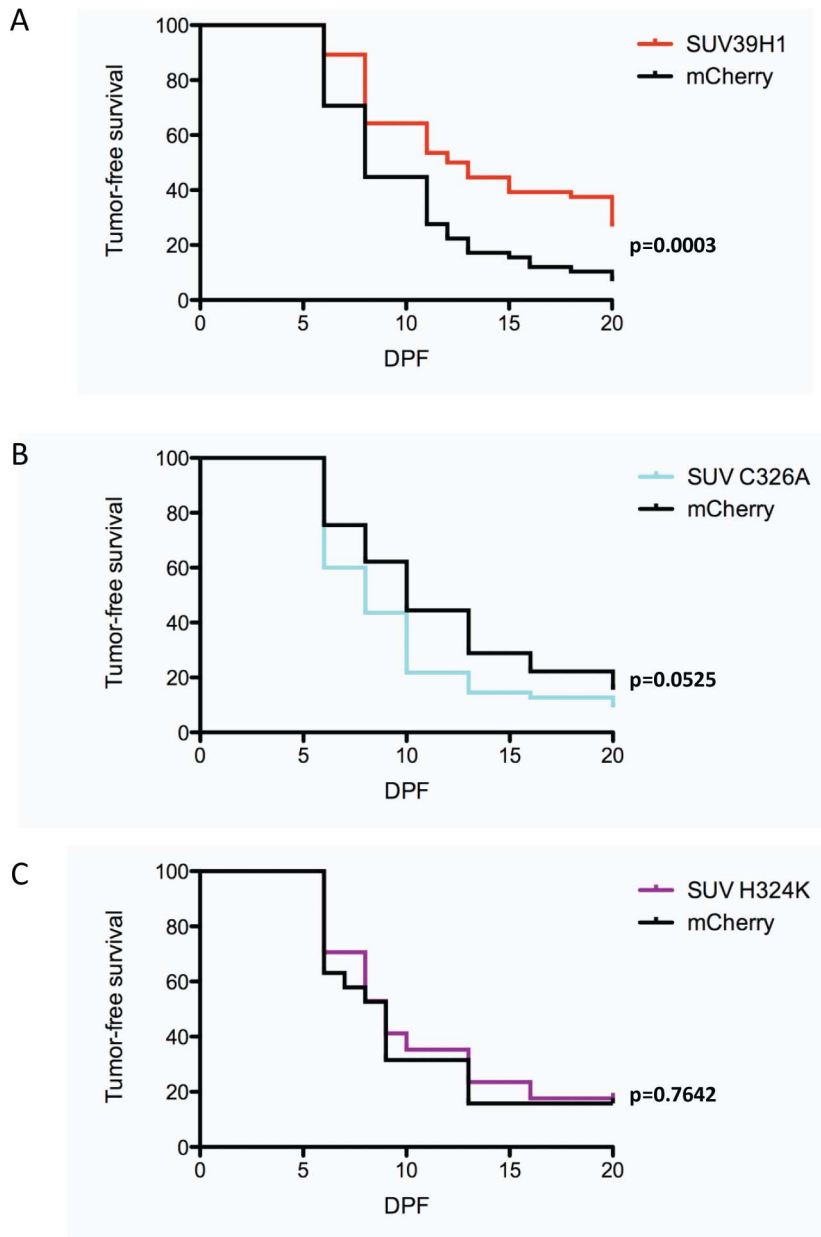 A
SUV39H1
mCherry
Tumor-free survival
100
80
60
40
20
0
p=0.0003
0 5 10 15 20
DPF
B
SUV C326A
mCherry
Tumor-free survival
100
80
60
40
20
0
p=0.0525
0 5 10 15 20
DPF
C
SUV H324K
mCherry
Tumor-free survival
100
80
60
40
20
0
p=0.7642
0 5 10 15 20
DPF